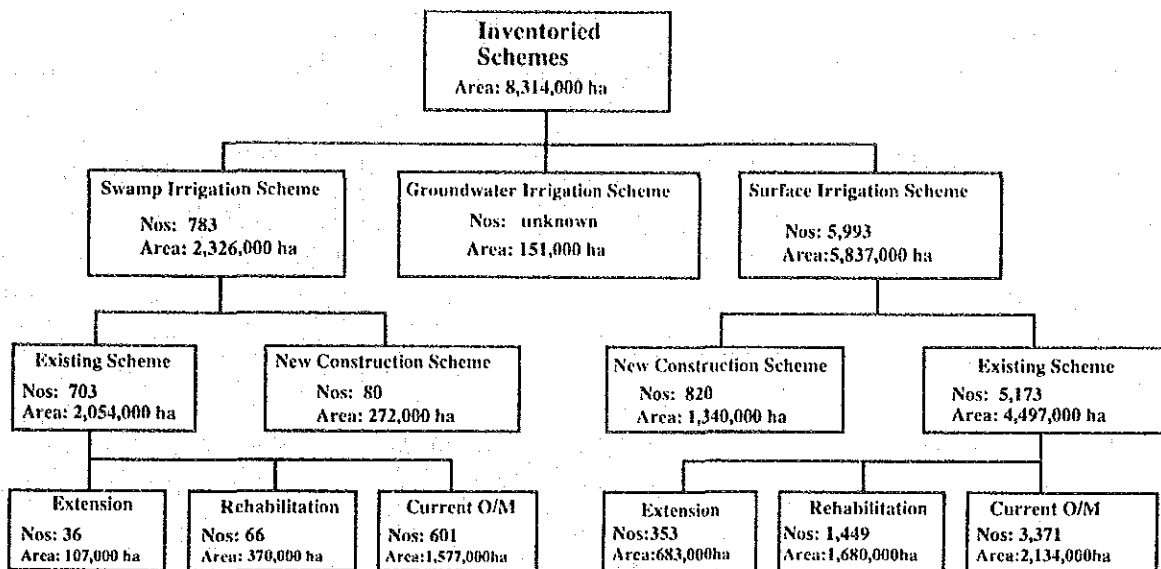 Inventoried
Schemes
Area: 8,314,000 ha
Swamp Irrigation Scheme
Nos: 783
Area: 2,326,000 ha
Groundwater Irrigation Scheme
Nos: unknown
Area: 151,000 ha
Surface Irrigation Scheme
Nos: 5,993
Area:5,837,000 ha
Existing Scheme
Nos: 703
Area: 2,054,000 ha
New Construction Scheme
Nos: 80
Area: 272,000 ha
New Construction Scheme
Nos: 820
Area: 1,340,000 ha
Existing Scheme
Nos: 5,173
Area: 4,497,000 ha
Extension
Nos: 36
Area: 107,000 ha
Rehabilitation
Nos: 66
Area: 370,000 ha
Current O/M
Nos: 601
Area:1,577,000 ha
Extension
Nos:353
Area:683,000ha
Rehabilitation
Nos: 1,449
Area:1,680,000ha
Current O/M
Nos: 3,371
Area:2,134,000ha